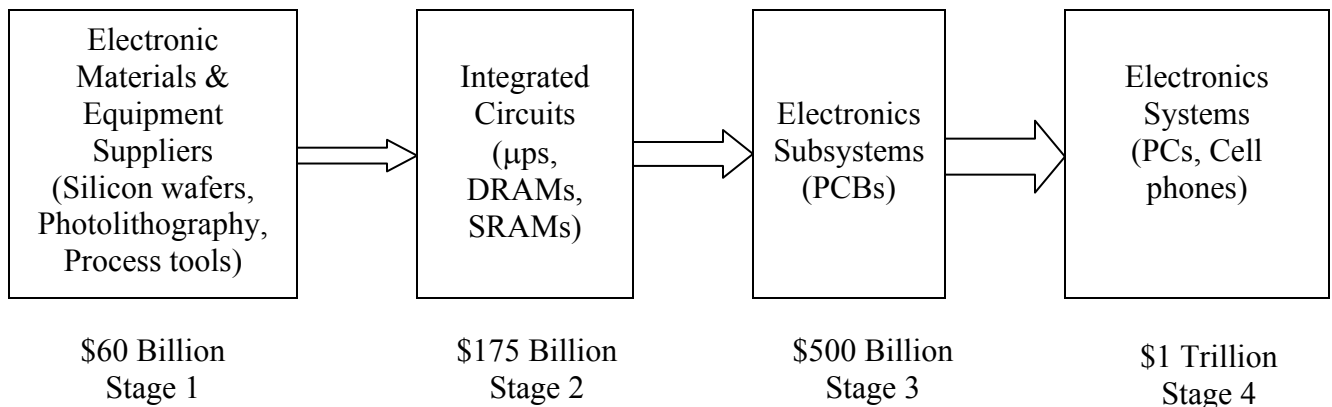 Electronic
Materials &
Equipment
Suppliers
(Silicon wafers,
Photolithography,
Process tools)
Integrated
Circuits
(μps,
DRAMs,
SRAMs)
Electronics
Subsystems
(PCBs)
Electronics
Systems
(PCs, Cell
phones)
$60 Billion
Stage 1
$175 Billion
Stage 2
$500 Billion
Stage 3
$1 Trillion
Stage 4